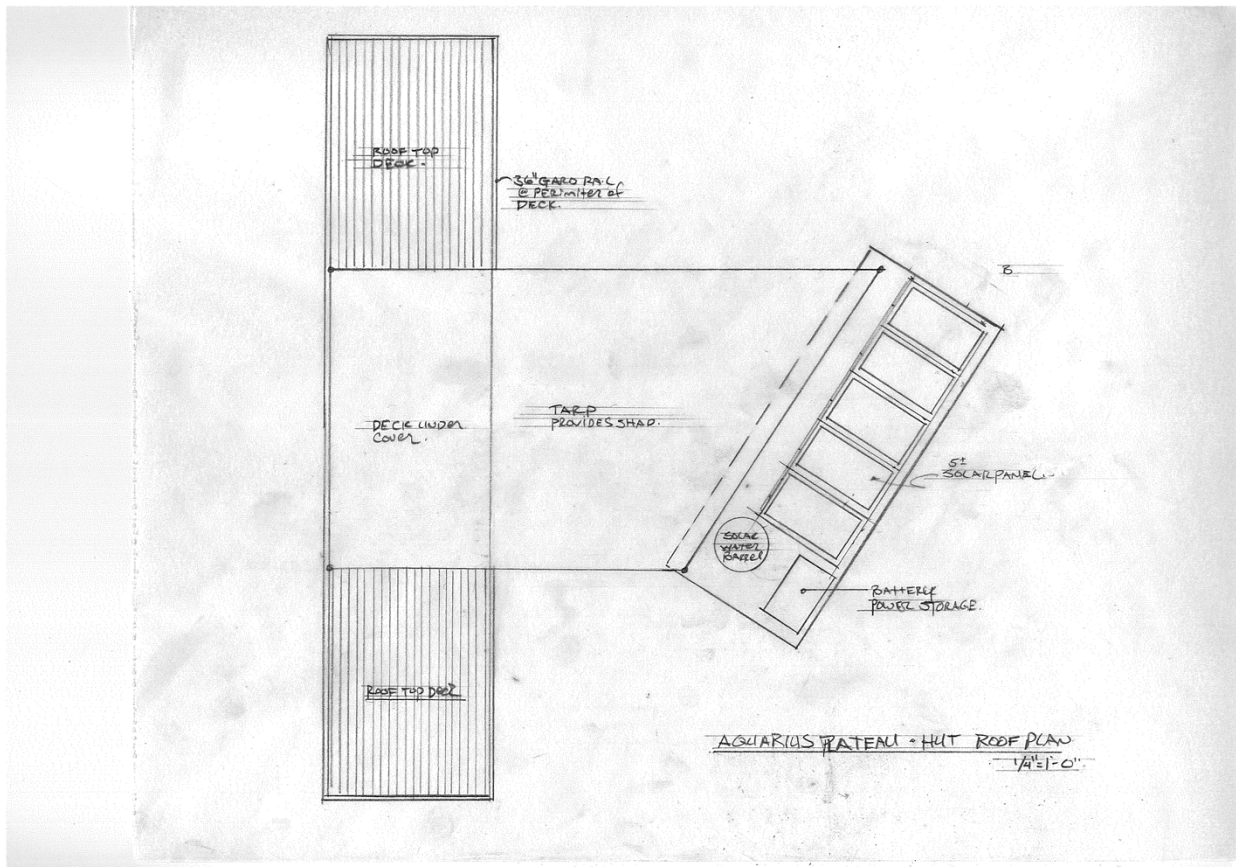 ROOF TOP
DECK.
36" GARD RAIL
@ PERIMITER of
DECK.
B
DECK UNDER
COVER.
TARP
PROVIDES SHAD.
5±
SOLAR PANEL.
SOLAR
WATER
BARREL
BATTERY
POWER STORAGE.
ROOF TOP DECK
AQUARIUS PLATEAU - HUT ROOF PLAN
1/4"=1'-0"